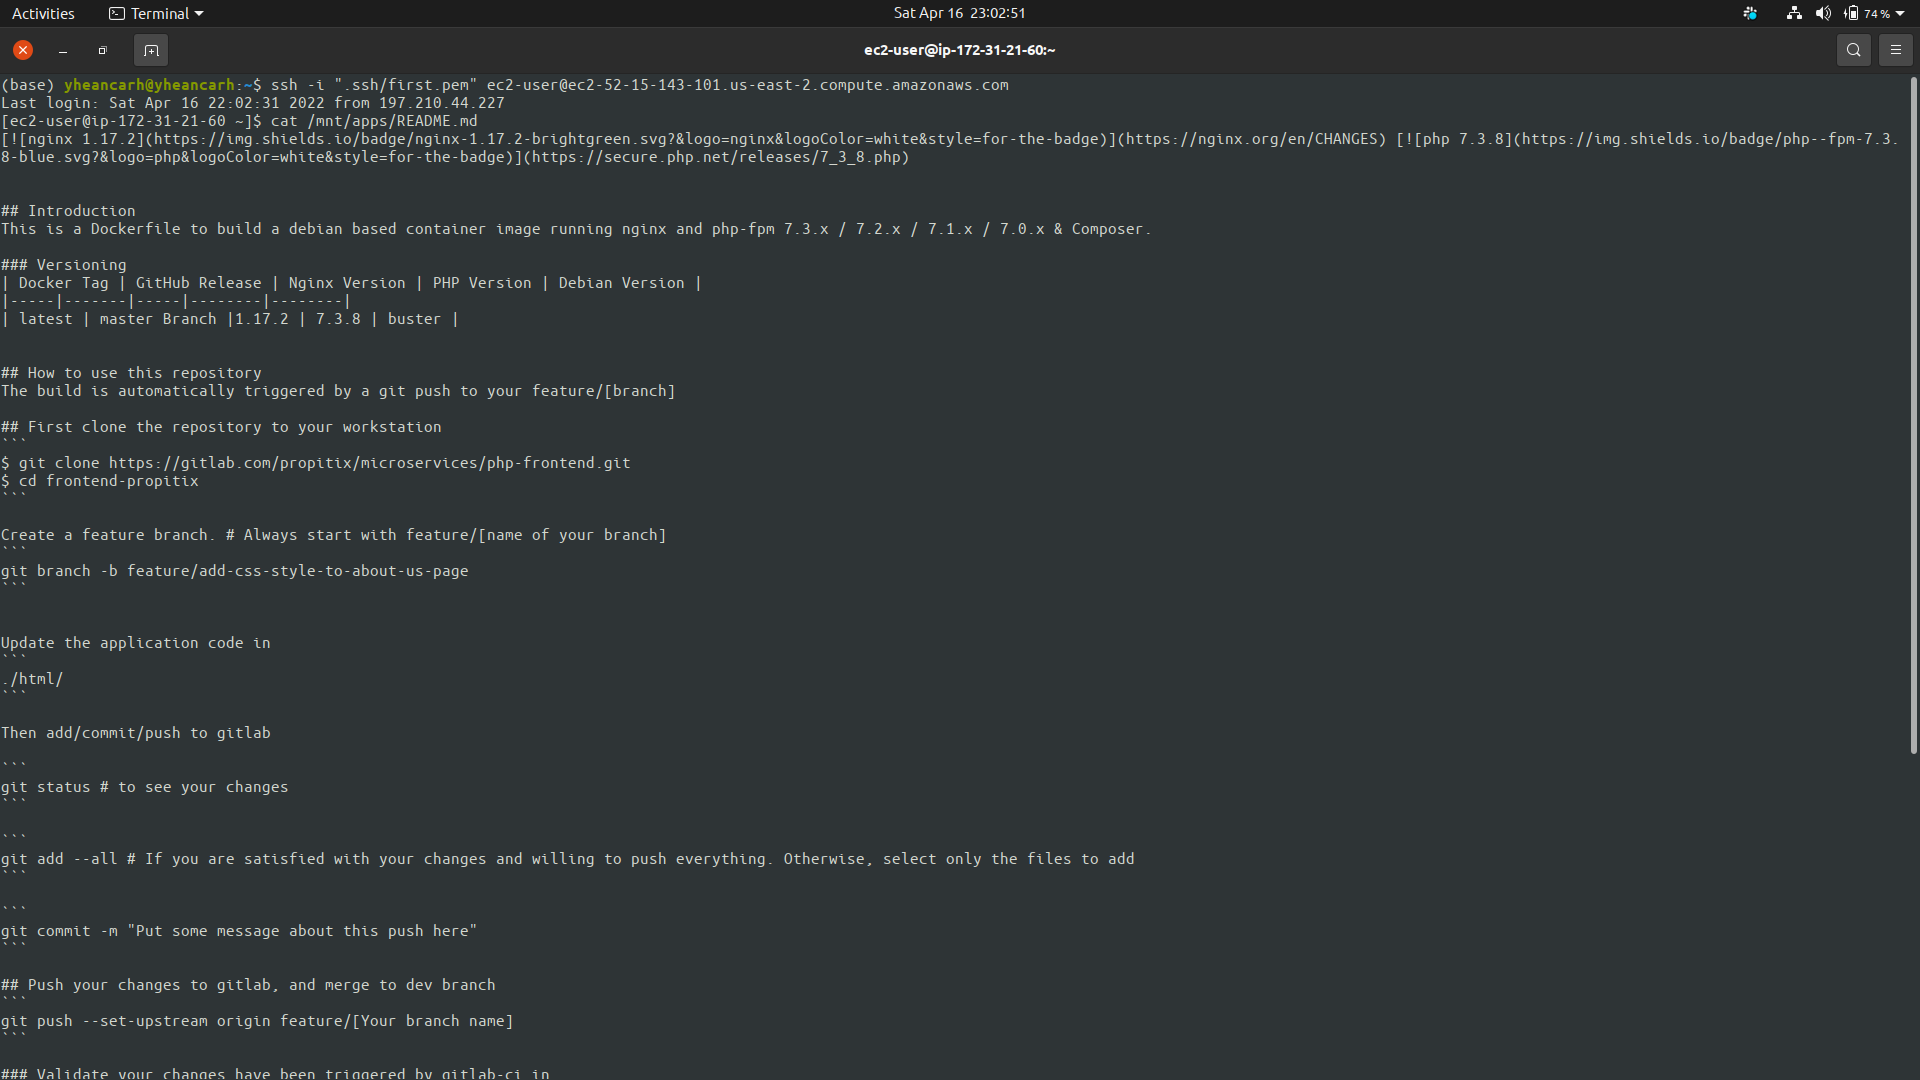 Activities Terminal Sat Apr 16 23:02:51 74 %
ec2-user@ip-172-31-21-60:~
(base) yheancarh@yheancarh:~$ ssh -i ".ssh/first.pem" ec2-user@ec2-52-15-143-101.us-east-2.compute.amazonaws.com
Last login: Sat Apr 16 22:02:31 2022 from 197.210.44.227
[ec2-user@ip-172-31-21-60 ~]$ cat /mnt/apps/README.md
[![nginx 1.17.2](https://img.shields.io/badge/nginx-1.17.2-brightgreen.svg?&logo=nginx&logoColor=white&style=for-the-badge)](https://nginx.org/en/CHANGES) [![php 7.3.8](https://img.shields.io/badge/php--fpm-7.3.
8-blue.svg?&logo=php&logoColor=white&style=for-the-badge)](https://secure.php.net/releases/7_3_8.php)
## Introduction
This is a Dockerfile to build a debian based container image running nginx and php-fpm 7.3.x / 7.2.x / 7.1.x / 7.0.x & Composer.
### Versioning
| Docker Tag | GitHub Release | Nginx Version | PHP Version | Debian Version |
|-----|-------|-----|--------|--------|
| latest | master Branch |1.17.2 | 7.3.8 | buster |
## How to use this repository
The build is automatically triggered by a git push to your feature/[branch]
## First clone the repository to your workstation
```
$ git clone https://gitlab.com/propitix/microservices/php-frontend.git
$ cd frontend-propitix
```
Create a feature branch. # Always start with feature/[name of your branch]
```
git branch -b feature/add-css-style-to-about-us-page
```
Update the application code in
```
./html/
```
Then add/commit/push to gitlab
```
git status # to see your changes
```
```
git add --all # If you are satisfied with your changes and willing to push everything. Otherwise, select only the files to add
```
```
git commit -m "Put some message about this push here"
```
## Push your changes to gitlab, and merge to dev branch
```
git push --set-upstream origin feature/[Your branch name]
```
### Validate your changes have been triggered by gitlab-ci in